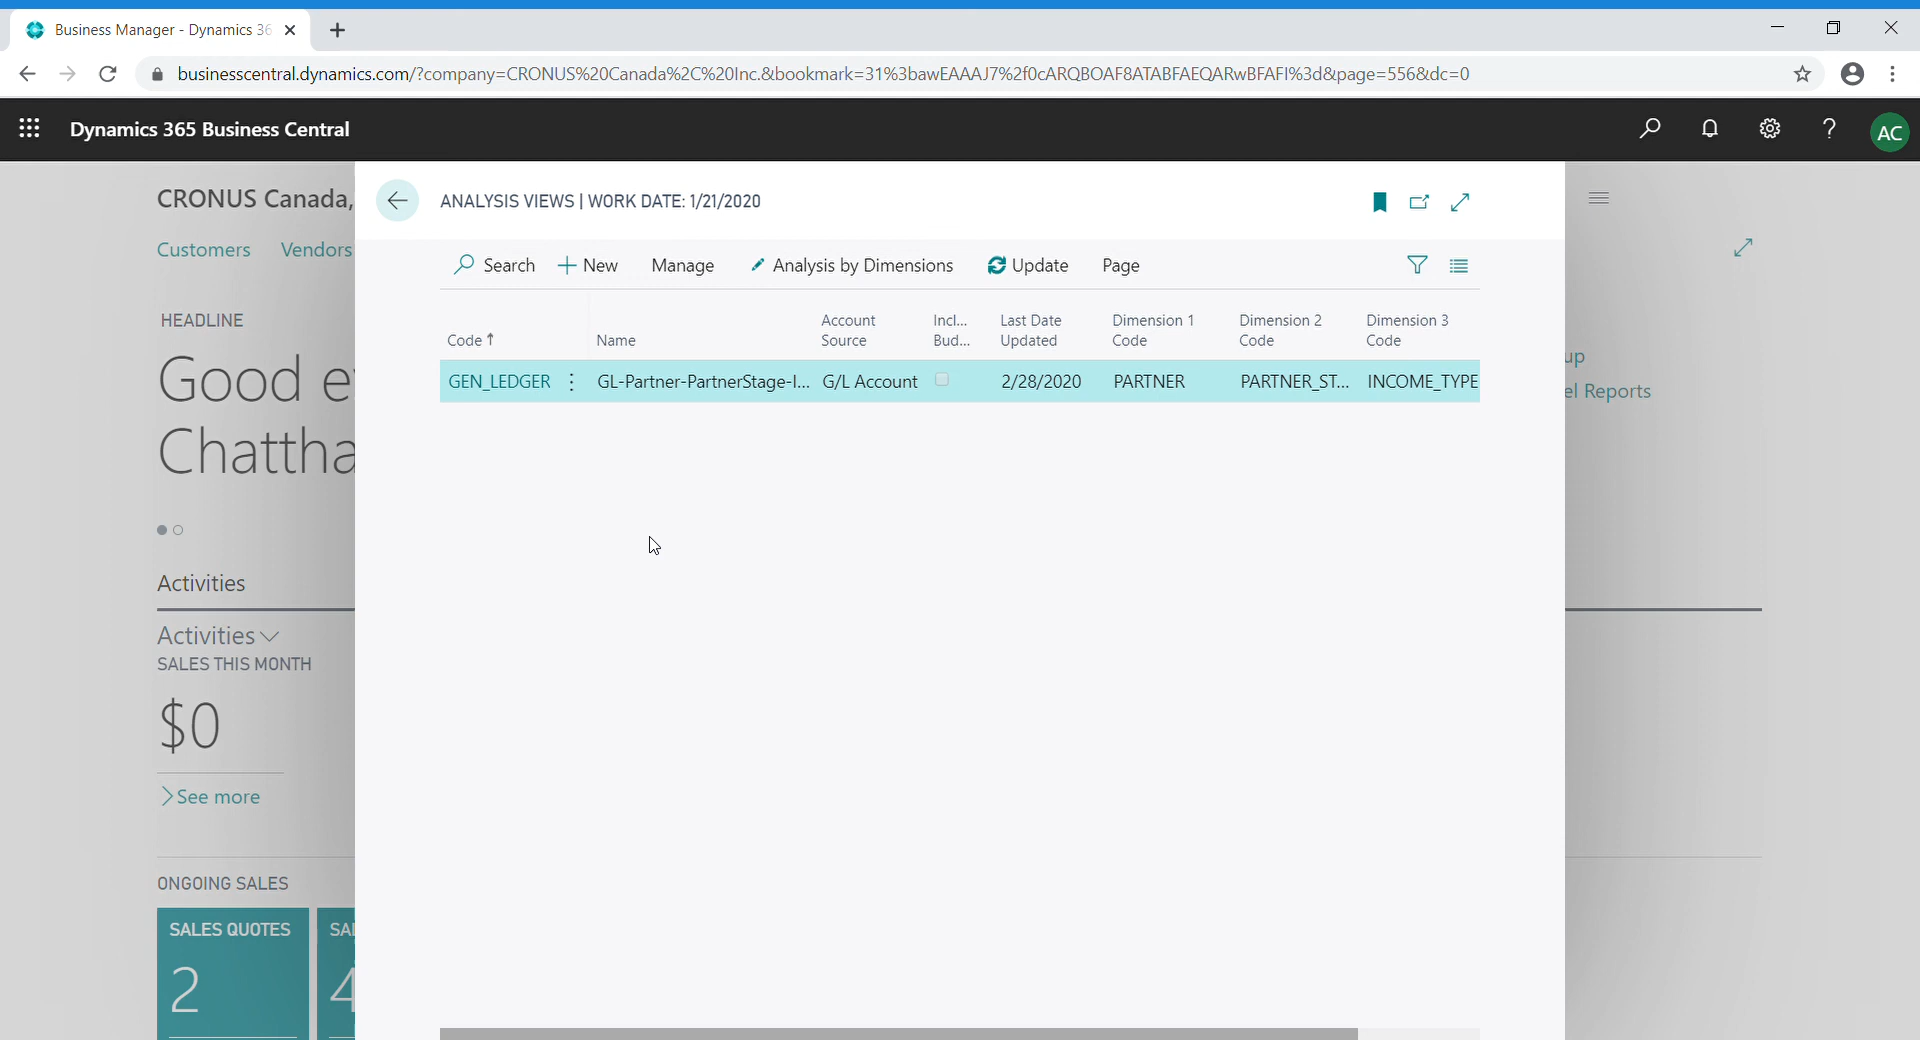 Business Manager - Dynamics 36
businesscentral.dynamics.com/?company=CRONUS%20Canada%2C%20Inc.&bookmark=31%3bawEAAAJ7%2f0cARQBOAF8ATABFAEQARwBFAFI%3d&page=556&dc=0
Dynamics 365 Business Central
AC
CRONUS Canada,
Customers Vendors
HEADLINE
Good e
Chattha
Activities
Activities
SALES THIS MONTH
$0
See more
ONGOING SALES
SALES QUOTES
2
SAL
4
ANALYSIS VIEWS | WORK DATE: 1/21/2020
Search New Manage Analysis by Dimensions Update Page
Code Name Account Source Incl... Bud... Last Date Updated Dimension 1 Code Dimension 2 Code Dimension 3 Code
GEN_LEDGER GL-Partner-PartnerStage-I... G/L Account 2/28/2020 PARTNER PARTNER_ST... INCOME_TYPE
up
el Reports